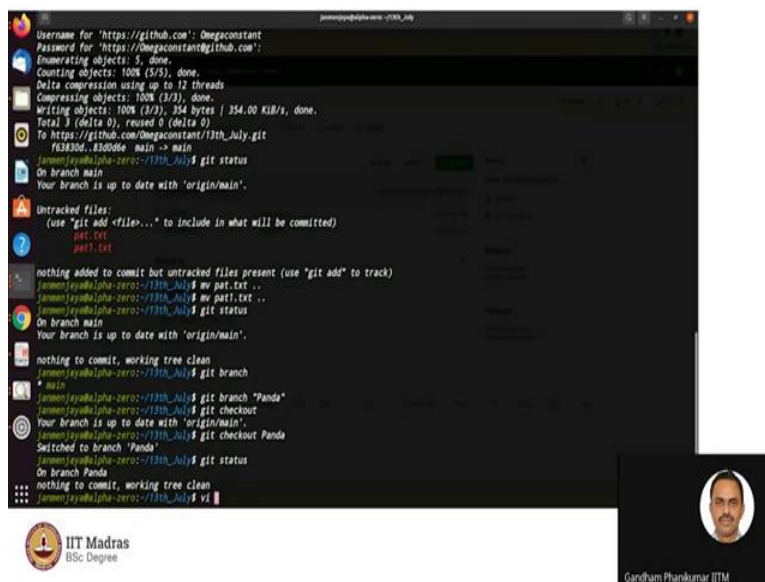 janmenjaya@alpha-zero: ~/13th_July
Username for 'https://github.com': Omegaconstant
Password for 'https://Omegaconstant@github.com':
Enumerating objects: 5, done.
Counting objects: 100% (5/5), done.
Delta compression using up to 12 threads
Compressing objects: 100% (3/3), done.
Writing objects: 100% (3/3), 354 bytes | 354.00 KiB/s, done.
Total 3 (delta 0), reused 0 (delta 0)
To https://github.com/Omegaconstant/13th_July.git
f63830d..83d0d6e main -> main
janmenjaya@alpha-zero:~/13th_July$ git status
On branch main
Your branch is up to date with 'origin/main'.
Untracked files:
(use "git add <file>..." to include in what will be committed)
pat.txt
pat1.txt
nothing added to commit but untracked files present (use "git add" to track)
janmenjaya@alpha-zero:~/13th_July$ mv pat.txt ..
janmenjaya@alpha-zero:~/13th_July$ mv pat1.txt ..
janmenjaya@alpha-zero:~/13th_July$ git status
On branch main
Your branch is up to date with 'origin/main'.
nothing to commit, working tree clean
janmenjaya@alpha-zero:~/13th_July$ git branch
* main
janmenjaya@alpha-zero:~/13th_July$ git branch "Panda"
janmenjaya@alpha-zero:~/13th_July$ git checkout
Your branch is up to date with 'origin/main'.
janmenjaya@alpha-zero:~/13th_July$ git checkout Panda
Switched to branch 'Panda'
janmenjaya@alpha-zero:~/13th_July$ git status
On branch Panda
nothing to commit, working tree clean
janmenjaya@alpha-zero:~/13th_July$ vi
IIT Madras
BSc Degree
Gandham Phanikumar IITM